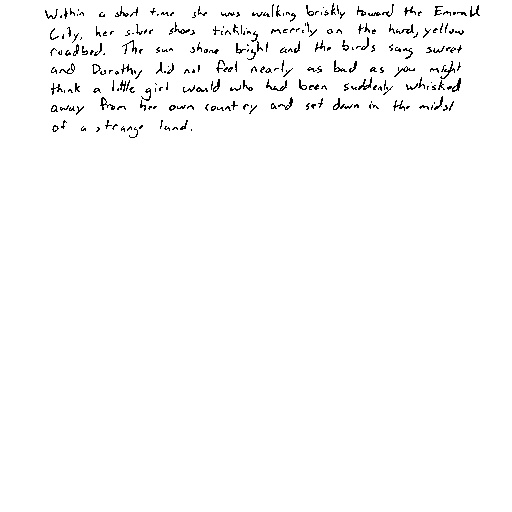 Within a short time she was walking briskly toward the Emerald
City, her silver shoes tinkling merrily on the hard, yellow
roadbed. The sun shone bright and the birds sang sweet
and Dorothy did not feel nearly as bad as you might
think a little girl would who had been suddenly whisked
away from her own country and set down in the midst
of a strange land.